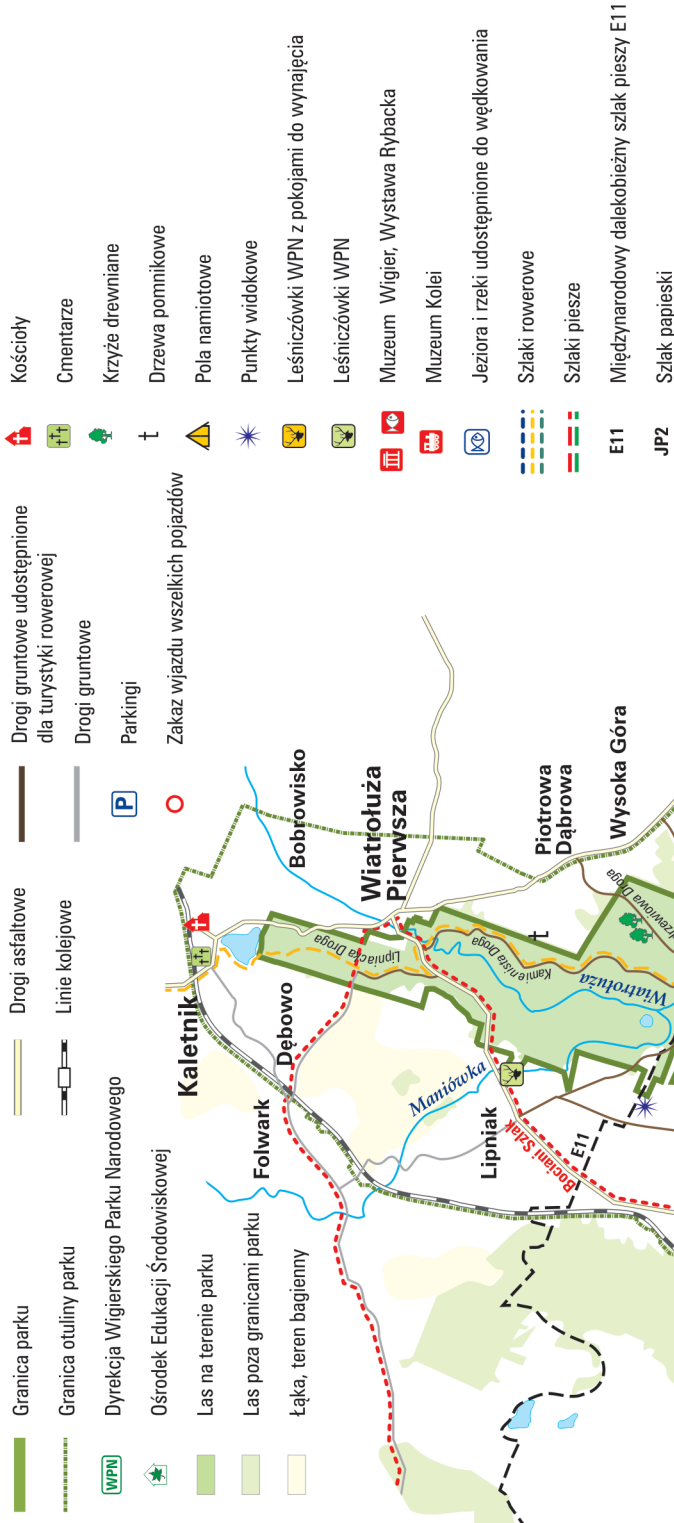 Granica parku
Granica otuliny parku
WPN
Dyrekcja Wigierskiego Parku Narodowego
Ośrodek Edukacji Środowiskowej
Las na terenie parku
Las poza granicami parku
Łąka, teren bagienny
Drogi asfaltowe
Linie kolejowe
Drogi gruntowe udostępnione
dla turystyki rowerowej
Drogi gruntowe
P
Parkingi
Zakaz wjazdu wszelkich pojazdów
Kościoły
Cmentarze
Krzyże drewniane
Drzewa pomnikowe
Pola namiotowe
Punkty widokowe
Leśniczówki WPN z pokojami do wynajęcia
Leśniczówki WPN
Muzeum Wigier, Wystawa Rybacka
Muzeum Kolei
Jeziora i rzeki udostępnione do wędkowania
Szlaki rowerowe
Szlaki piesze
E11
Międzynarodowy dalekobieżny szlak pieszy E11
JP2
Szlak papieski
Kaletnik
Bobrowisko
Folwark
Dębowo
Lipniacka Droga
Wiatrołuża
Pierwsza
Maniówka
Kamienista Droga
Lipniak
Piotrowa
Dąbrowa
Bociani Szlak
E11
Wiatrołuża
Wysoka Góra
Droga